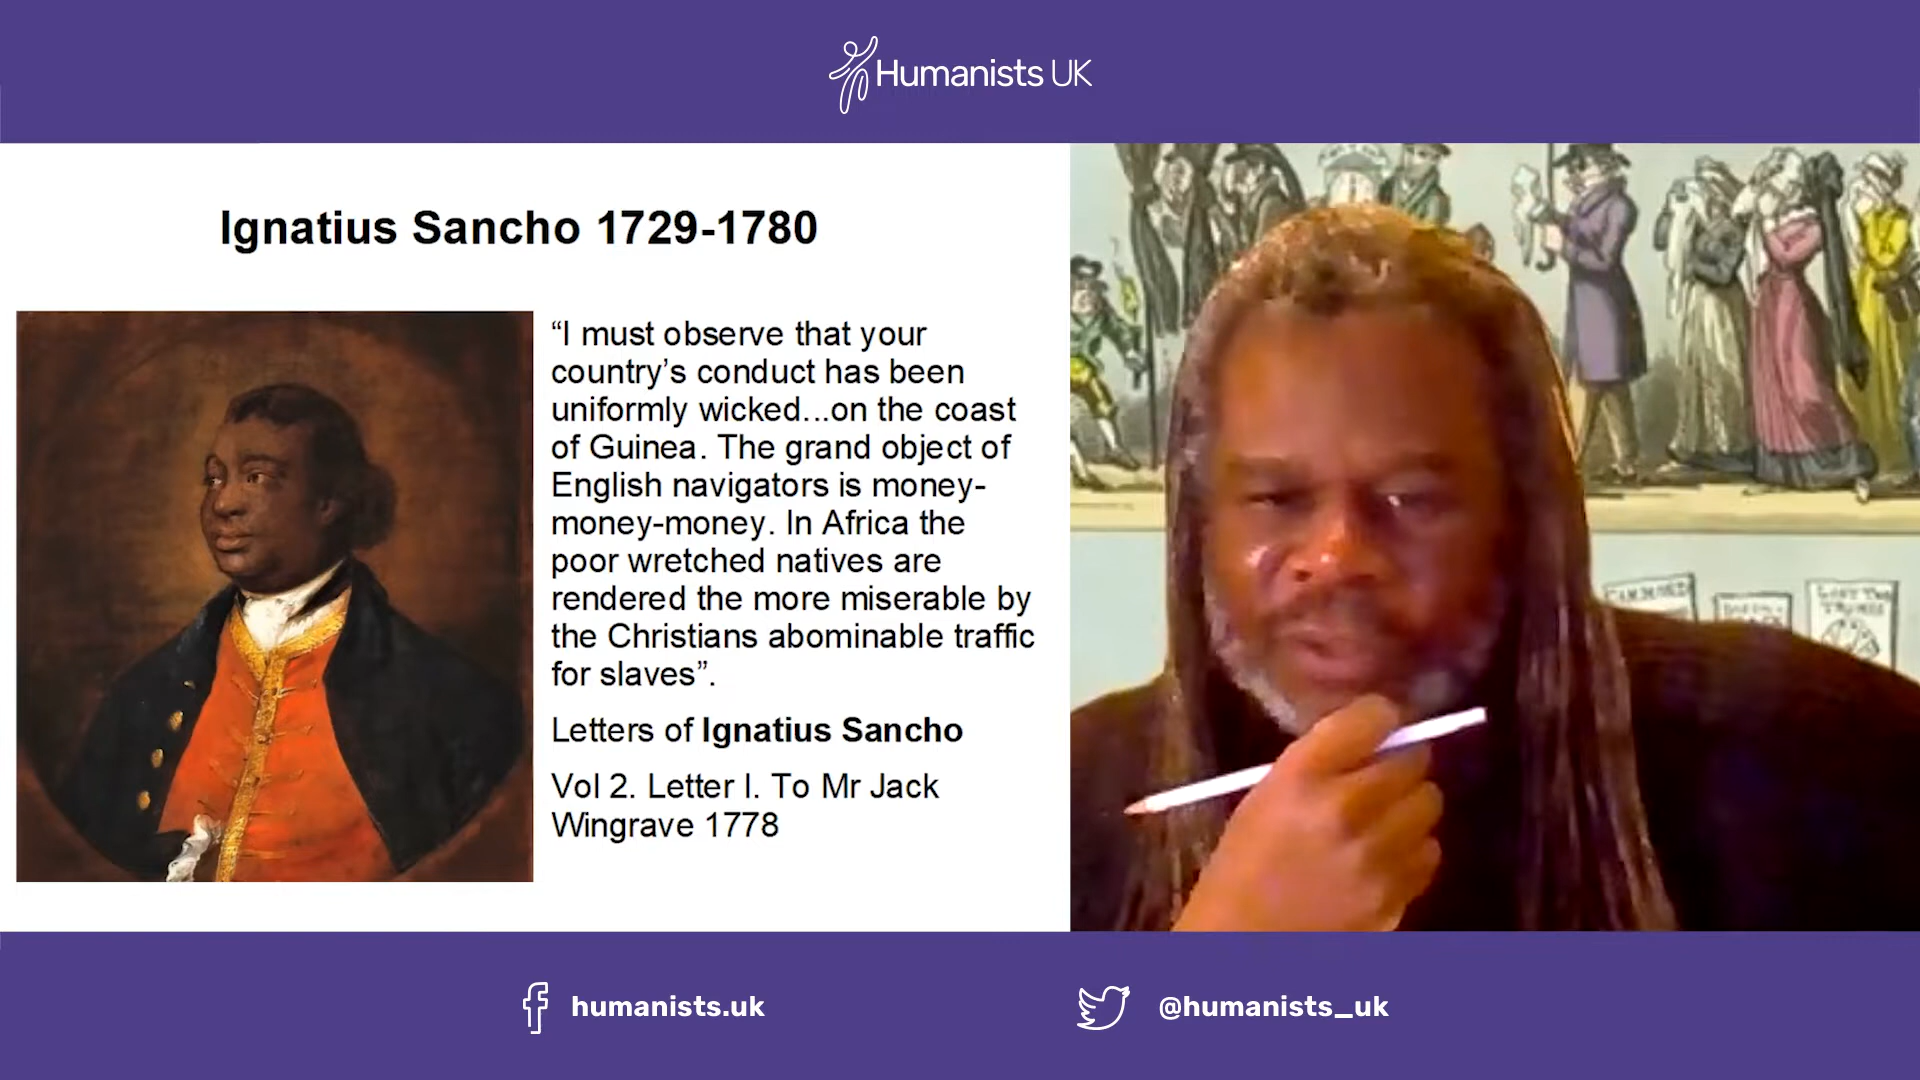 Humanists UK
Ignatius Sancho 1729-1780
“I must observe that your
country’s conduct has been
uniformly wicked...on the coast
of Guinea. The grand object of
English navigators is money-
money-money. In Africa the
poor wretched natives are
rendered the more miserable by
the Christians abominable traffic
for slaves”.
Letters of Ignatius Sancho
Vol 2. Letter I. To Mr Jack
Wingrave 1778
humanists.uk
@humanists_uk